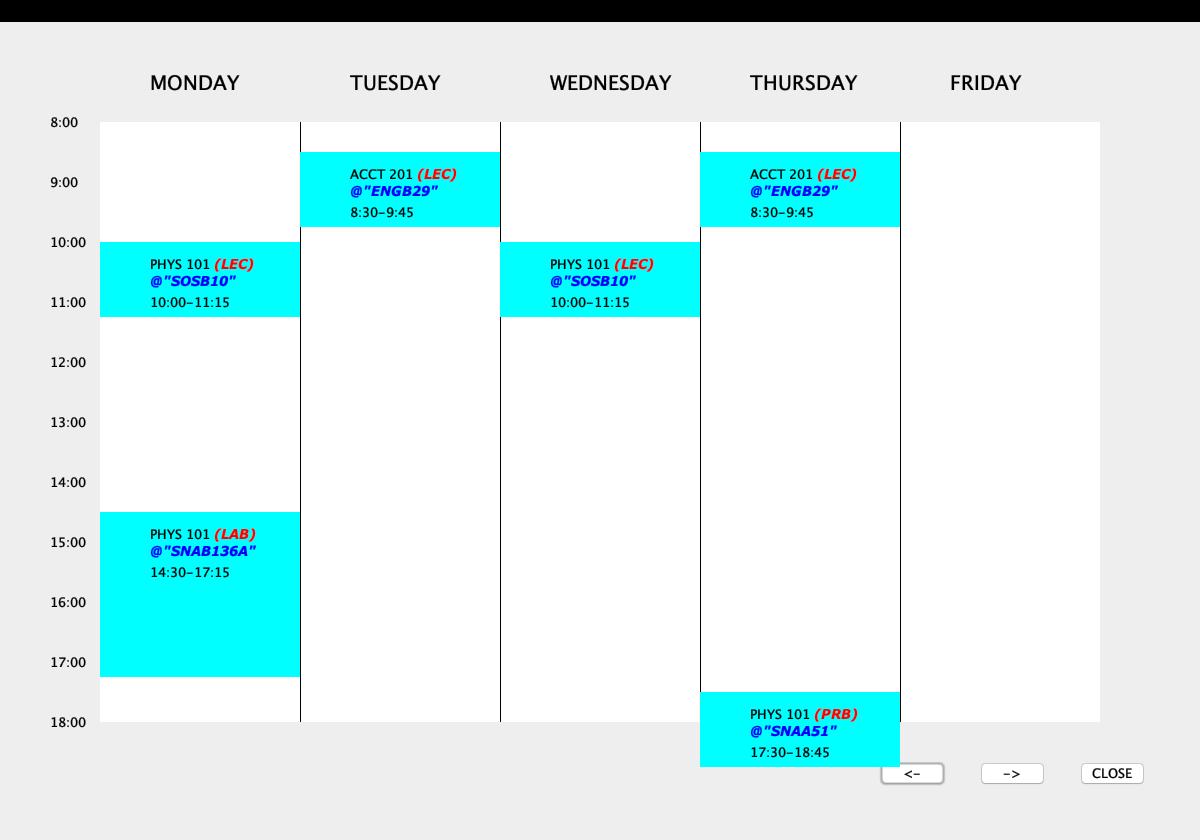 MONDAY TUESDAY WEDNESDAY THURSDAY FRIDAY
8:00
ACCT 201 (LEC)
@"ENGB29"
8:30-9:45
ACCT 201 (LEC)
@"ENGB29"
8:30-9:45
9:00
10:00
PHYS 101 (LEC)
@"SOSB10"
10:00-11:15
PHYS 101 (LEC)
@"SOSB10"
10:00-11:15
11:00
12:00
13:00
14:00
PHYS 101 (LAB)
@"SNAB136A"
14:30-17:15
15:00
16:00
17:00
18:00
PHYS 101 (PRB)
@"SNAA51"
17:30-18:45
<- -> CLOSE